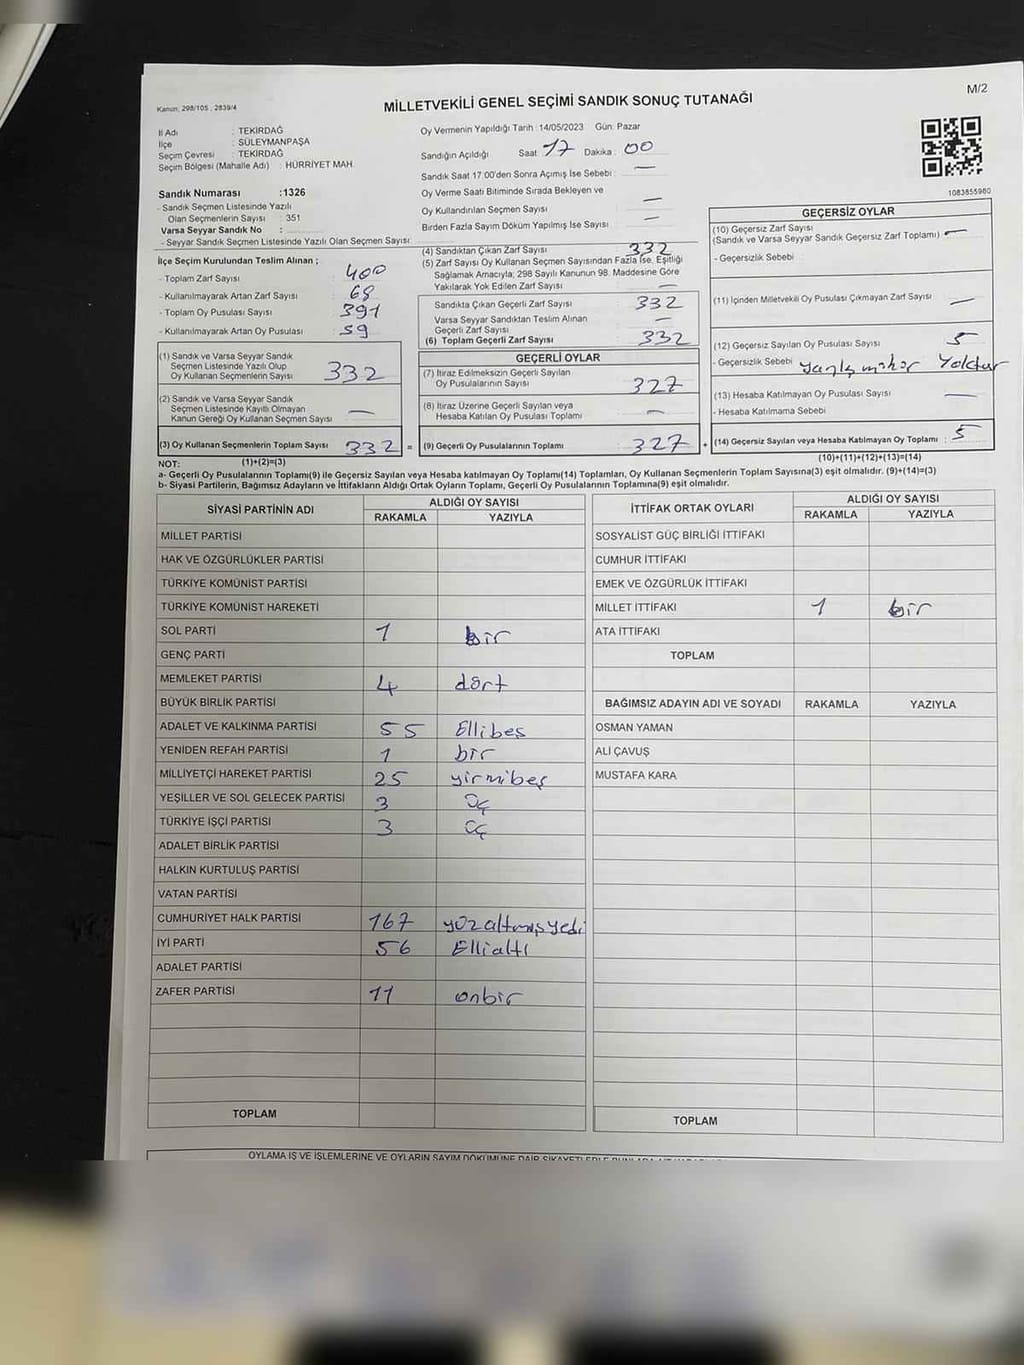 Kanun: 298/105 , 2839/4
M/2
MİLLETVEKİLİ GENEL SEÇİMİ SANDIK SONUÇ TUTANAĞI
İl Adı : TEKİRDAĞ
İlçe : SÜLEYMANPAŞA
Seçim Çevresi : TEKİRDAĞ
Seçim Bölgesi (Mahalle Adı) : HÜRRİYET MAH.
Sandık Numarası :1326
- Sandık Seçmen Listesinde Yazılı
Olan Seçmenlerin Sayısı : 351
Varsa Seyyar Sandık No :
- Seyyar Sandık Seçmen Listesinde Yazılı Olan Seçmen Sayısı:
Oy Vermenin Yapıldığı Tarih :14/05/2023 Gün: Pazar
Sandığın Açıldığı Saat 17 Dakika : 00
Sandık Saat 17:00'den Sonra Açımış İse Sebebi : —
Oy Verme Saati Bitiminde Sırada Bekleyen ve
Oy Kullandırılan Seçmen Sayısı : —
Birden Fazla Sayım Döküm Yapılmış İse Sayısı : —
1083855960
İlçe Seçim Kurulundan Teslim Alınan ;
- Toplam Zarf Sayısı : 400
- Kullanılmayarak Artan Zarf Sayısı : 68
- Toplam Oy Pusulası Sayısı : 391
- Kullanılmayarak Artan Oy Pusulası : 59
(1) Sandık ve Varsa Seyyar Sandık
Seçmen Listesinde Yazılı Olup
Oy Kullanan Seçmenlerin Sayısı : 332
(2) Sandık ve Varsa Seyyar Sandık
Seçmen Listesinde Kayıtlı Olmayan
Kanun Gereği Oy Kullanan Seçmen Sayısı : —
(3) Oy Kullanan Seçmenlerin Toplam Sayısı : 332 =
(1)+(2)=(3)
(4) Sandıktan Çıkan Zarf Sayısı : 332
(5) Zarf Sayısı Oy Kullanan Seçmen Sayısından Fazla İse, Eşitliği
Sağlamak Amacıyla; 298 Sayılı Kanunun 98. Maddesine Göre
Yakılarak Yok Edilen Zarf Sayısı : —
Sandıkta Çıkan Geçerli Zarf Sayısı : 332
Varsa Seyyar Sandıktan Teslim Alınan
Geçerli Zarf Sayısı : —
(6) Toplam Geçerli Zarf Sayısı : 332
GEÇERLİ OYLAR
(7) İtiraz Edilmeksizin Geçerli Sayılan
Oy Pusulalarının Sayısı : 327
(8) İtiraz Üzerine Geçerli Sayılan veya
Hesaba Katılan Oy Pusulası Toplamı : —
(9) Geçerli Oy Pusulalarının Toplamı : 327 +
GEÇERSİZ OYLAR
(10) Geçersiz Zarf Sayısı
(Sandık ve Varsa Seyyar Sandık Geçersiz Zarf Toplamı) : —
- Geçersizlik Sebebi :
(11) İçinden Milletvekili Oy Pusulası Çıkmayan Zarf Sayısı : —
(12) Geçersiz Sayılan Oy Pusulası Sayısı : 5
- Geçersizlik Sebebi : yanlış mühür Yoktur
(13) Hesaba Katılmayan Oy Pusulası Sayısı : —
- Hesaba Katılmama Sebebi :
(14) Geçersiz Sayılan veya Hesaba Katılmayan Oy Toplamı : 5
(10)+(11)+(12)+(13)=(14)
NOT:
a- Geçerli Oy Pusulalarının Toplamı(9) ile Geçersiz Sayılan veya Hesaba katılmayan Oy Toplamı(14) Toplamları, Oy Kullanan Seçmenlerin Toplam Sayısına(3) eşit olmalıdır. (9)+(14)=(3)
b- Siyasi Partilerin, Bağımsız Adayların ve İttifakların Aldığı Ortak Oyların Toplamı, Geçerli Oy Pusulalarının Toplamına(9) eşit olmalıdır.
SİYASİ PARTİNİN ADI ALDIĞI OY SAYISI
RAKAMLA YAZIYLA
MİLLET PARTİSİ
HAK VE ÖZGÜRLÜKLER PARTİSİ
TÜRKİYE KOMÜNİST PARTİSİ
TÜRKİYE KOMÜNİST HAREKETİ
SOL PARTİ 1 bir
GENÇ PARTİ
MEMLEKET PARTİSİ 4 dört
BÜYÜK BİRLİK PARTİSİ
ADALET VE KALKINMA PARTİSİ 55 Ellibeş
YENİDEN REFAH PARTİSİ 1 bir
MİLLİYETÇİ HAREKET PARTİSİ 25 yirmibeş
YEŞİLLER VE SOL GELECEK PARTİSİ 3 üç
TÜRKİYE İŞÇİ PARTİSİ 3 üç
ADALET BİRLİK PARTİSİ
HALKIN KURTULUŞ PARTİSİ
VATAN PARTİSİ
CUMHURİYET HALK PARTİSİ 167 yüzaltmışyedi
İYİ PARTİ 56 Ellialtı
ADALET PARTİSİ
ZAFER PARTİSİ 11 onbir
TOPLAM
İTTİFAK ORTAK OYLARI ALDIĞI OY SAYISI
RAKAMLA YAZIYLA
SOSYALİST GÜÇ BİRLİĞİ İTTİFAKI
CUMHUR İTTİFAKI
EMEK VE ÖZGÜRLÜK İTTİFAKI
MİLLET İTTİFAKI 1 bir
ATA İTTİFAKI
TOPLAM
BAĞIMSIZ ADAYIN ADI VE SOYADI RAKAMLA YAZIYLA
OSMAN YAMAN
ALİ ÇAVUŞ
MUSTAFA KARA
TOPLAM
OYLAMA İŞ VE İŞLEMLERİNE VE OYLARIN SAYIM DÖKÜMÜNE DAİR